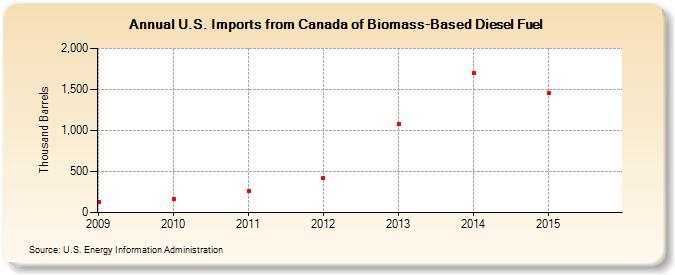 Annual U.S. Imports from Canada of Biomass-Based Diesel Fuel
Thousand Barrels
2,000
1,500
1,000
500
0
2009 2010 2011 2012 2013 2014 2015
Source: U.S. Energy Information Administration